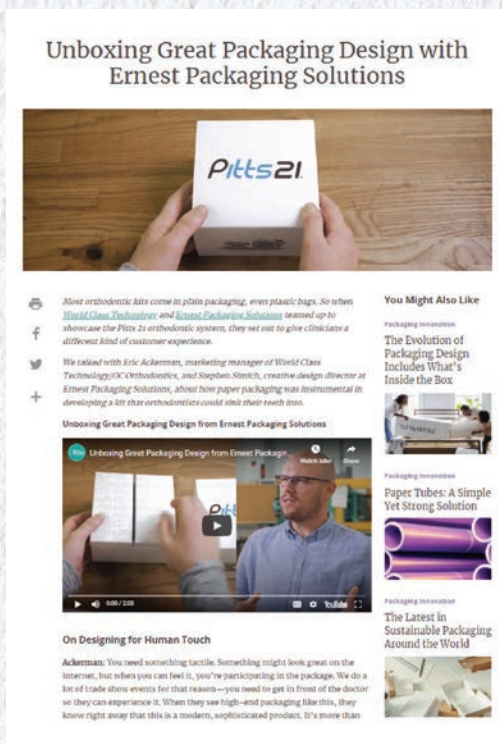 Unboxing Great Packaging Design with
Ernest Packaging Solutions
Pitts21
Most orthodontic kits come in plain packaging, even plastic bags. So when
World Class Technology and Ernest Packaging Solutions teamed up to
showcase the Pitts 21 orthodontic system, they set out to give clinicians a
different kind of customer experience.
We talked with Eric Ackerman, marketing manager of World Class
Technology/OC Orthodontics, and Stephen Simich, creative design director at
Ernest Packaging Solutions, about how paper packaging was instrumental in
developing a kit that orthodontists could sink their teeth into.
Unboxing Great Packaging Design from Ernest Packaging Solutions
Unboxing Great Packaging Design from Ernest Packagin...
Watch later
Share
0:00 / 2:03
YouTube
On Designing for Human Touch
Ackerman: You need something tactile. Something might look great on the
internet, but when you can feel it, you're participating in the package. We do a
lot of trade show events for that reason—you need to get in front of the doctor
so they can experience it. When they see high-end packaging like this, they
know right away that this is a modern, sophisticated product. It's more than
You Might Also Like
Packaging Innovation
The Evolution of
Packaging Design
Includes What's
Inside the Box
Packaging Innovation
Paper Tubes: A Simple
Yet Strong Solution
Packaging Innovation
The Latest in
Sustainable Packaging
Around the World